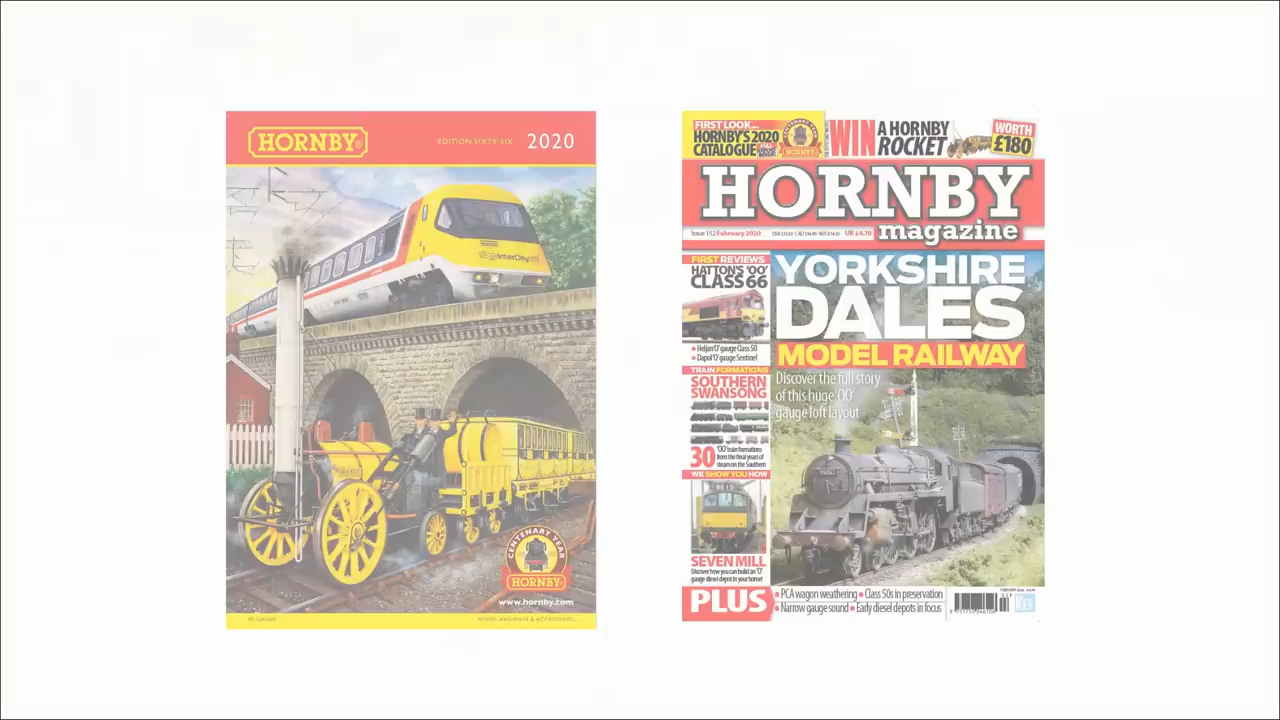 HORNBY®
EDITION SIXTY SIX 2020
InterCity
CENTENARY YEAR
HORNBY
www.hornby.com
FIRST LOOK...
HORNBY'S 2020
CATALOGUE
CENTENARY YEAR
HORNBY
WIN A HORNBY
ROCKET
WORTH
£180
HORNBY
magazine
Issue 152 February 2020
UK £4.70
FIRST REVIEWS
HATTON'S 'OO'
CLASS 66
• Heljan 'O' gauge Class 50
• Dapol 'O' gauge Sentinel
TRAIN FORMATIONS
SOUTHERN
SWANSONG
30 'OO' train formations
from the final years of
steam on the Southern
WE SHOW YOU HOW
SEVEN MILL
Discover how you can build an 'O'
gauge diesel depot in your home!
YORKSHIRE
DALES
MODEL RAILWAY
Discover the full story
of this huge 'OO'
gauge loft layout
PLUS
• PCA wagon weathering • Class 50s in preservation
• Narrow gauge sound • Early diesel depots in focus
KEY